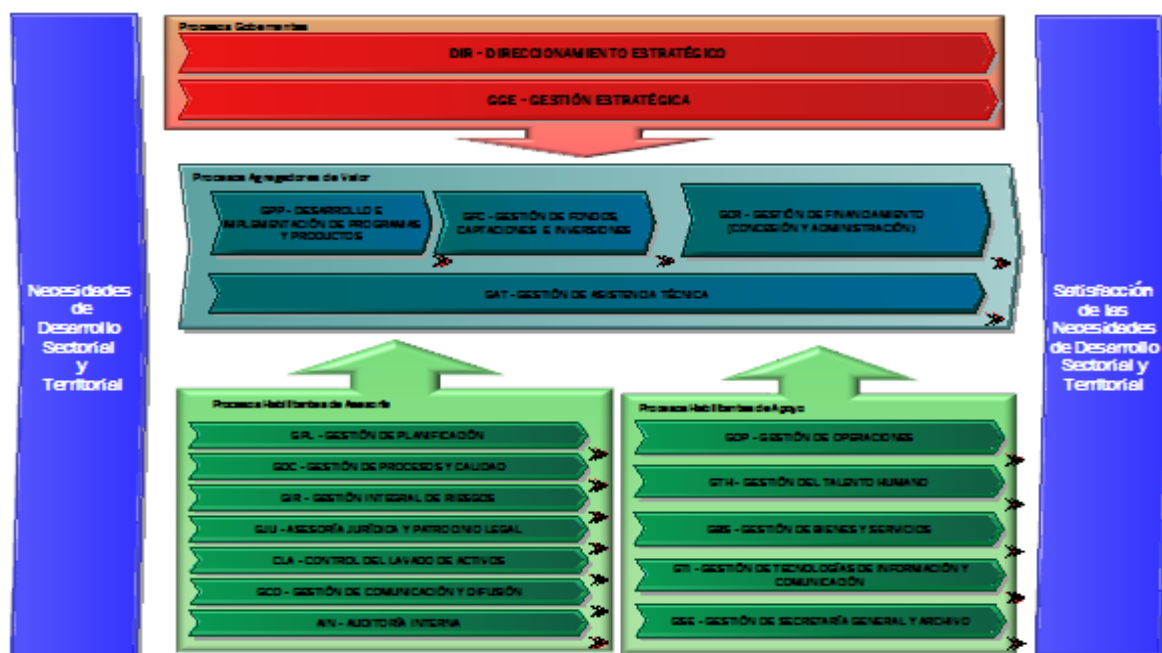 Necesidades
de
Desarrollo
Sectorial
y
Territorial
Procesos Gobernantes
DIR - DIRECCIONAMIENTO ESTRATÉGICO
GGE - GESTIÓN ESTRATÉGICA
Procesos Agregadores de Valor
GPP - DESARROLLO E
IMPLEMENTACIÓN DE PROGRAMAS
Y PRODUCTOS
GFC - GESTIÓN DE FONDOS,
CAPTACIONES E INVERSIONES
GCR - GESTIÓN DE FINANCIAMIENTO
(CONCESIÓN Y ADMINISTRACIÓN)
GAT - GESTIÓN DE ASISTENCIA TÉCNICA
Procesos Habilitantes de Asesoría
GPL - GESTIÓN DE PLANIFICACIÓN
- GESTIÓN DE PROCESOS Y CALIDAD
GIR - GESTIÓN INTEGRAL DE RIESGOS
GJU - ASESORÍA JURÍDICA Y PATROCINIO LEGAL
CLA - CONTROL DEL LAVADO DE ACTIVOS
GCD - GESTIÓN DE COMUNICACIÓN Y DIFUSIÓN
AIN - AUDITORÍA INTERNA
Procesos Habilitantes de Apoyo
GOP - GESTIÓN DE OPERACIONES
GTH - GESTIÓN DEL TALENTO HUMANO
GBS - GESTIÓN DE BIENES Y SERVICIOS
GTI - GESTIÓN DE TECNOLOGÍAS DE INFORMACIÓN Y
COMUNICACIÓN
GSE - GESTIÓN DE SECRETARÍA GENERAL Y ARCHIVO
Satisfacción
de las
Necesidades
de Desarrollo
Sectorial y
Territorial